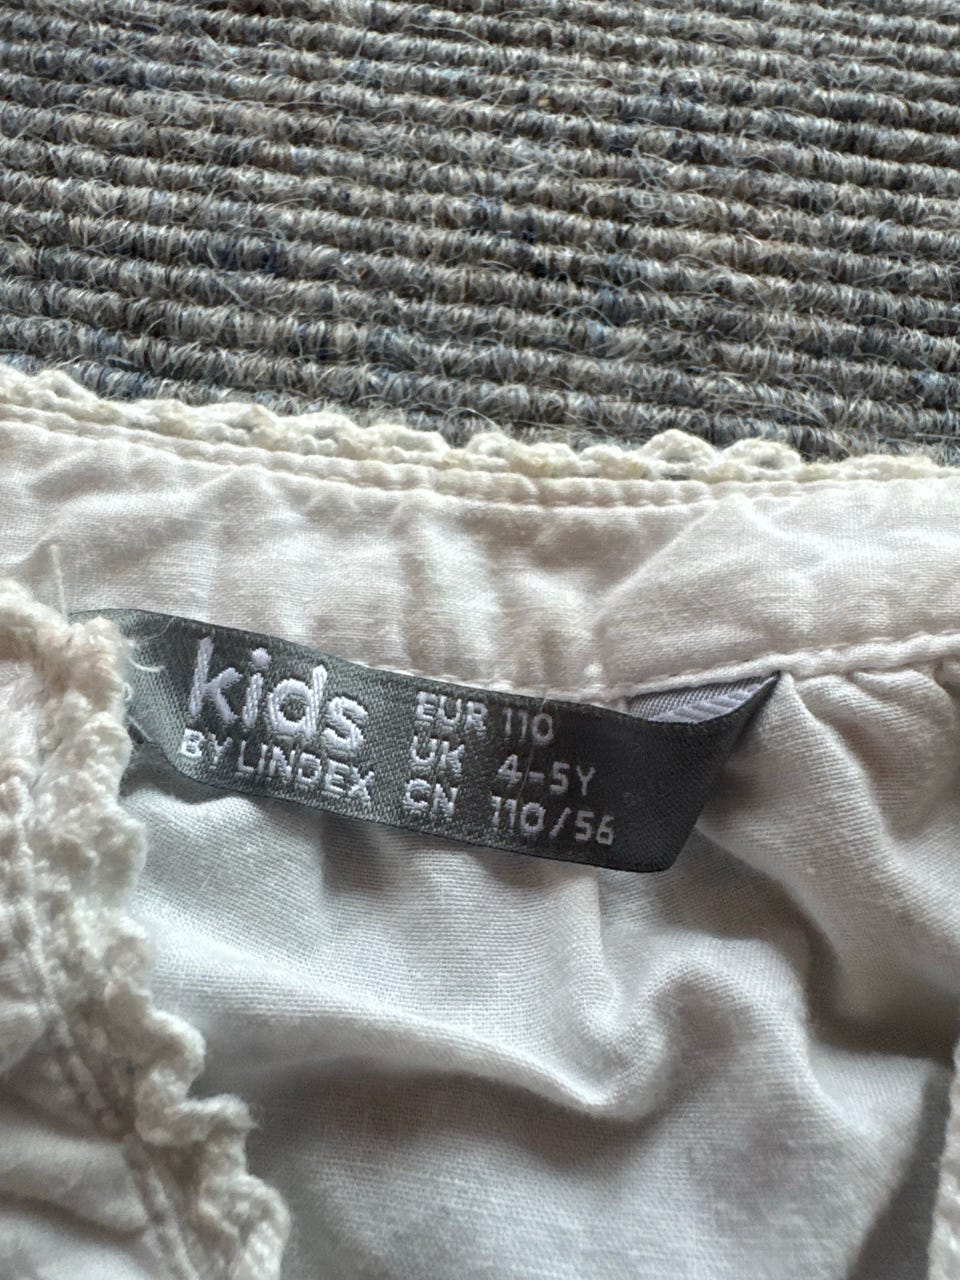 kids
BY LINDEX
EUR 110
UK 4-5Y
CN 110/56